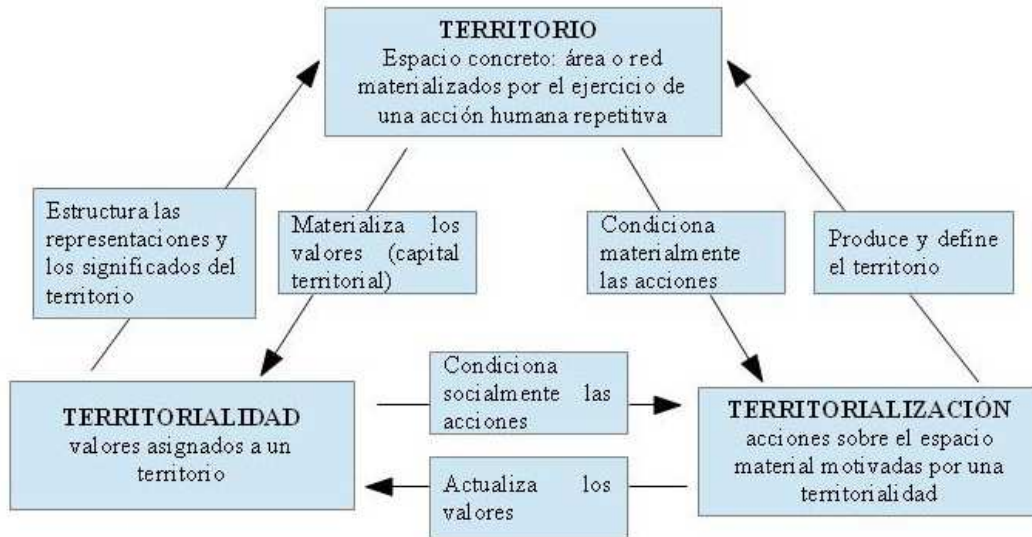 TERRITORIO
Espacio concreto: área o red
materializados por el ejercicio de
una acción humana repetitiva
Estructura las
representaciones y
los significados del
territorio
Materializa los
valores (capital
territorial)
Condiciona
materialmente
las acciones
Produce y define
el territorio
TERRITORIALIDAD
valores asignados a un
territorio
Condiciona
socialmente las
acciones
Actualiza los
valores
TERRITORIALIZACIÓN
acciones sobre el espacio
material motivadas por una
territorialidad